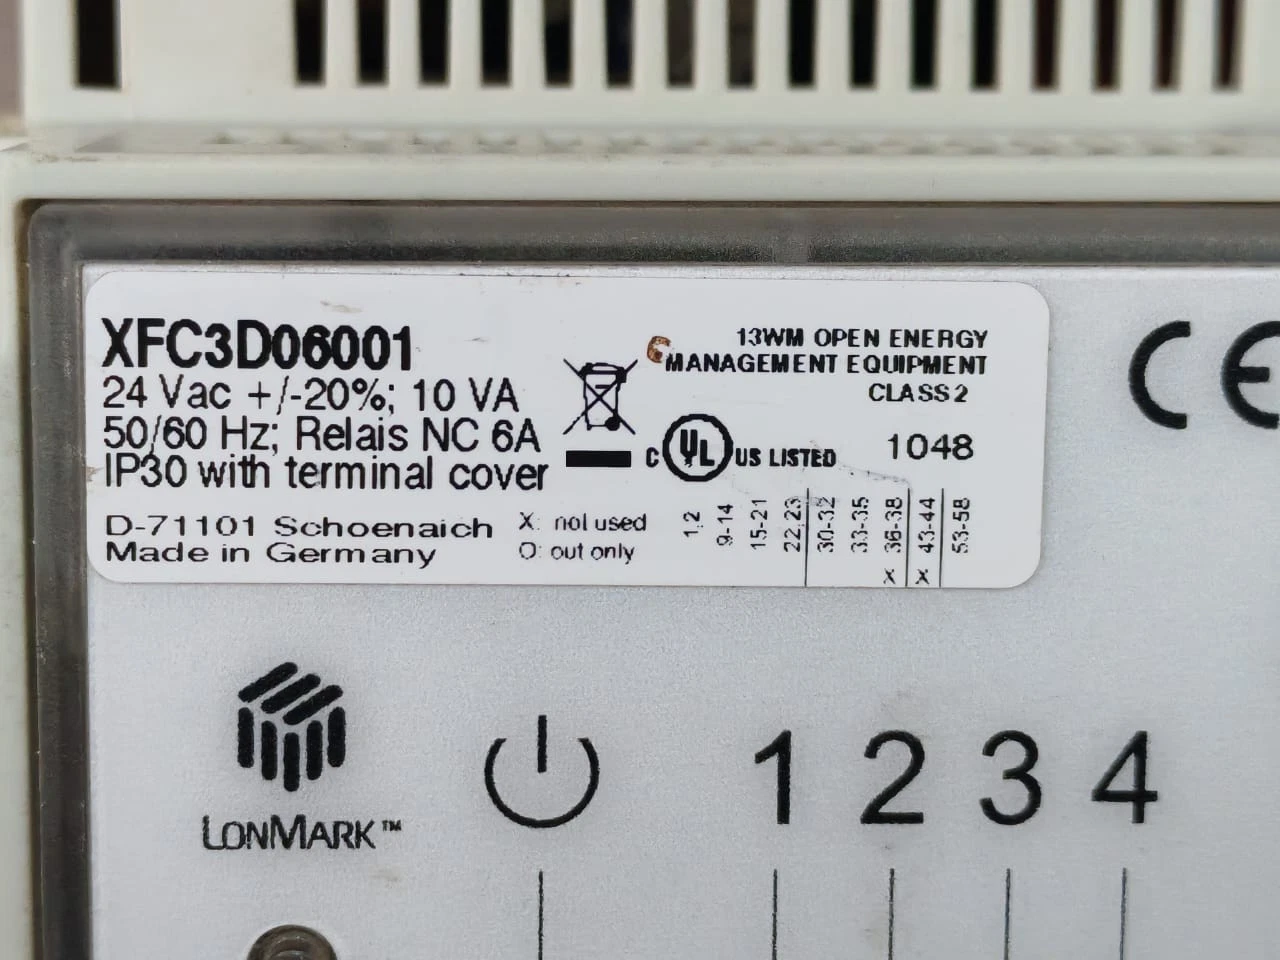 XFC3D06001
24 Vac +/-20%; 10 VA
50/60 Hz; Relais NC 6A
IP30 with terminal cover
D-71101 Schoenaich
Made in Germany
X: not used
O: out only
13WM OPEN ENERGY
MANAGEMENT EQUIPMENT
CLASS 2
C UL US LISTED 1048
1,2
9-14
15-21
22,23
30-32
33-35
X 36-38
X 43-44
53-58
CE
LONMARK™
1 2 3 4